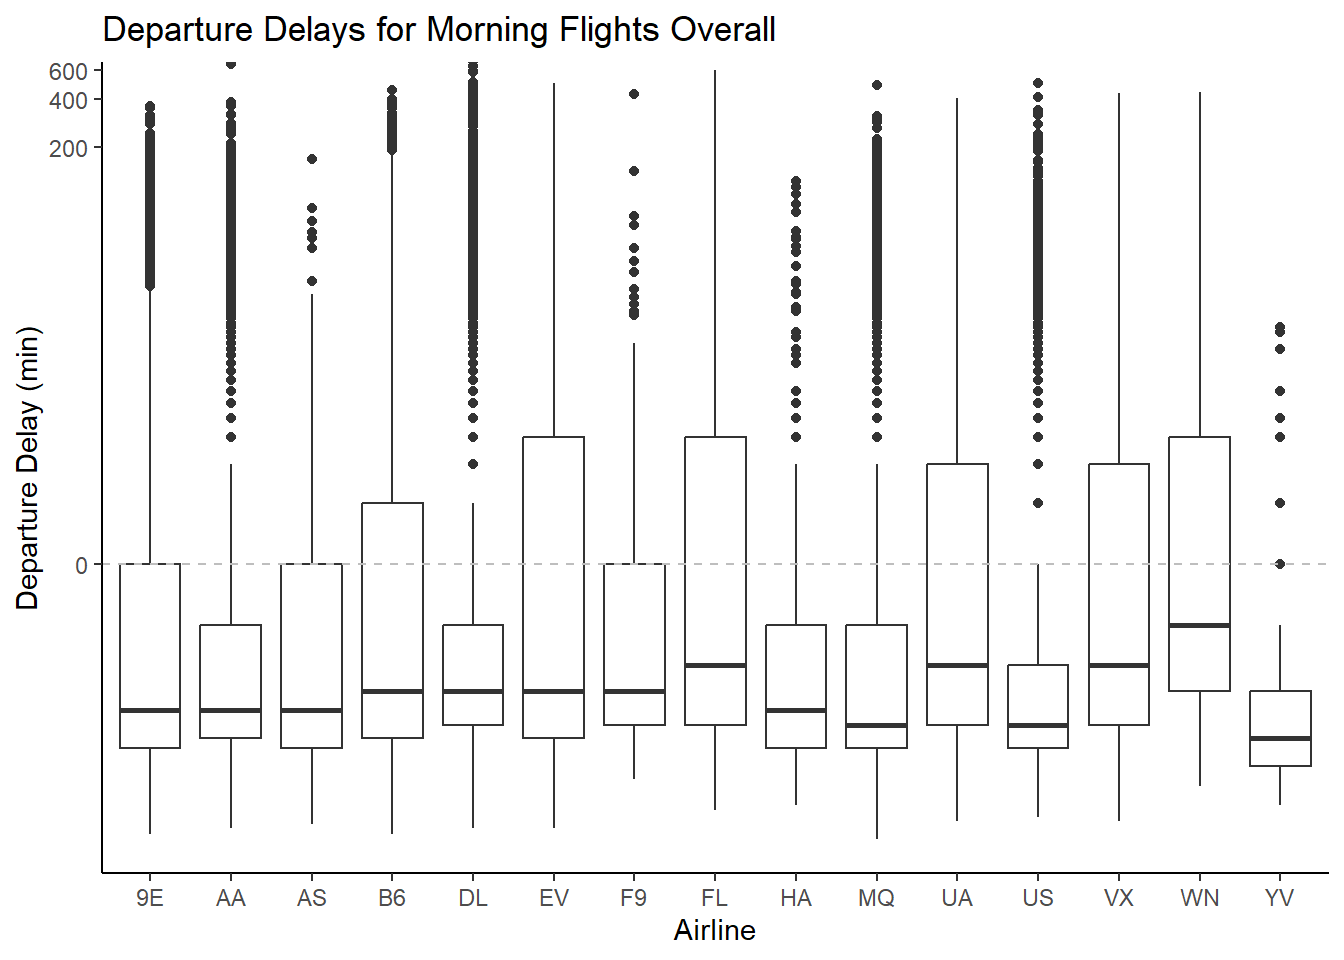 Departure Delays for Morning Flights Overall
600
400
200
0
Departure Delay (min)
9E AA AS B6 DL EV F9 FL HA MQ UA US VX WN YV
Airline